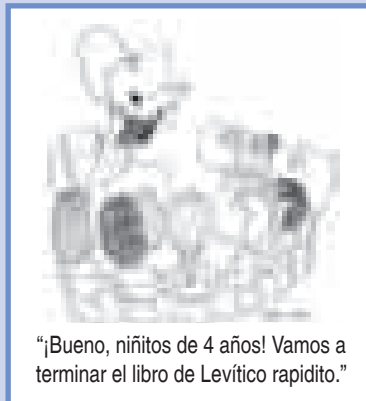 “¡Bueno, niñitos de 4 años! Vamos a
terminar el libro de Levítico rapidito.”